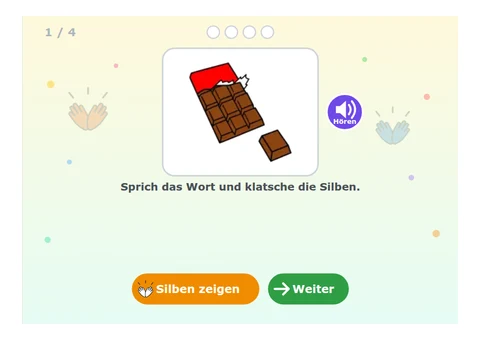 1 / 4
Hören
Sprich das Wort und klatsche die Silben.
Silben zeigen
Weiter